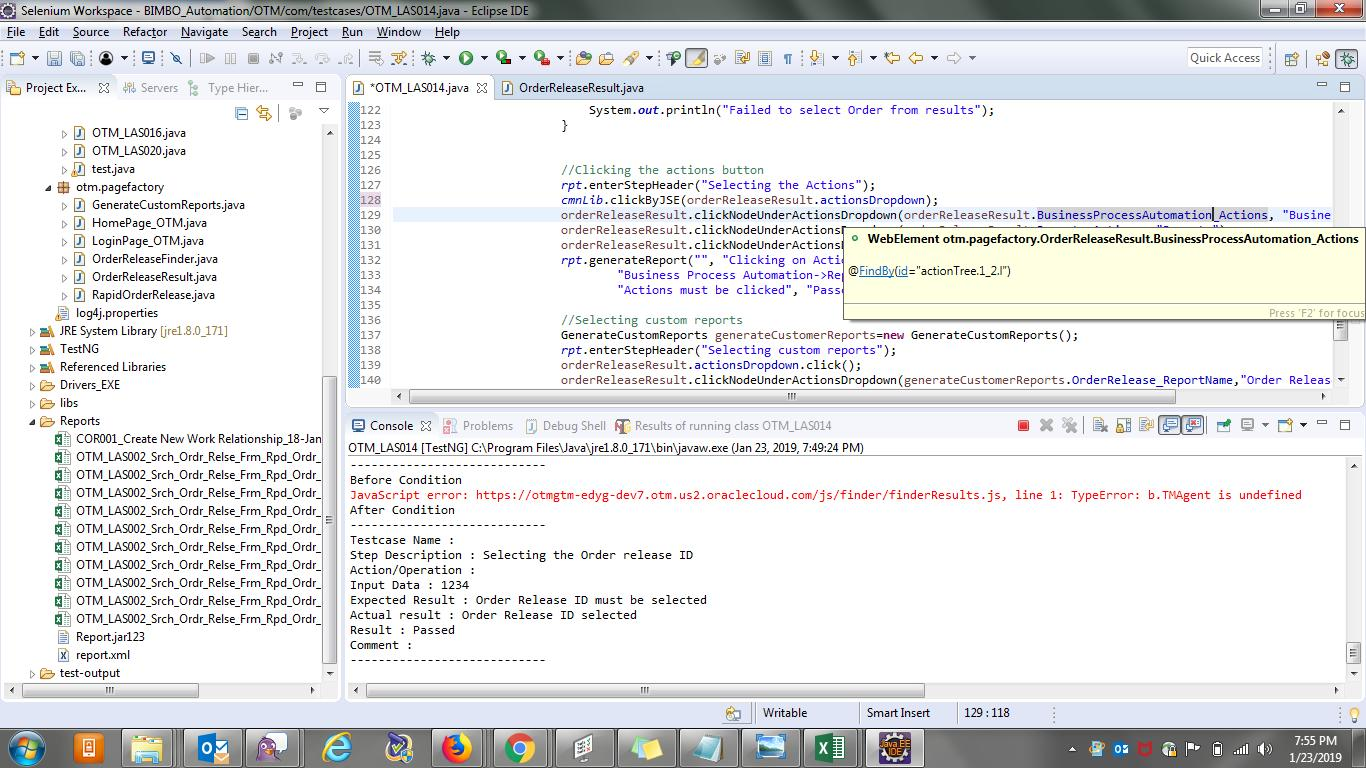 Selenium Workspace - BIMBO_Automation/OTM/com/testcases/OTM_LAS014.java - Eclipse IDE
File Edit Source Refactor Navigate Search Project Run Window Help
Quick Access
Project Ex... Servers Type Hier...
OTM_LAS016.java
OTM_LAS020.java
test.java
otm.pagefactory
GenerateCustomReports.java
HomePage_OTM.java
LoginPage_OTM.java
OrderReleaseFinder.java
OrderReleaseResult.java
RapidOrderRelease.java
log4j.properties
JRE System Library [jre1.8.0_171]
TestNG
Referenced Libraries
Drivers_EXE
libs
Reports
COR001_Create New Work Relationship_18-Jan
OTM_LAS002_Srch_Ordr_Relse_Frm_Rpd_Ordr_
OTM_LAS002_Srch_Ordr_Relse_Frm_Rpd_Ordr_
OTM_LAS002_Srch_Ordr_Relse_Frm_Rpd_Ordr_
OTM_LAS002_Srch_Ordr_Relse_Frm_Rpd_Ordr_
OTM_LAS002_Srch_Ordr_Relse_Frm_Rpd_Ordr_
OTM_LAS002_Srch_Ordr_Relse_Frm_Rpd_Ordr_
OTM_LAS002_Srch_Ordr_Relse_Frm_Rpd_Ordr_
OTM_LAS002_Srch_Ordr_Relse_Frm_Rpd_Ordr_
OTM_LAS002_Srch_Ordr_Relse_Frm_Rpd_Ordr_
OTM_LAS002_Srch_Ordr_Relse_Frm_Rpd_Ordr_
Report.jar123
report.xml
test-output
*OTM_LAS014.java OrderReleaseResult.java
122 System.out.println("Failed to select Order from results");
123 }
124
125
126 //Clicking the actions button
127 rpt.enterStepHeader("Selecting the Actions");
128 cmnLib.clickByJSE(orderReleaseResult.actionsDropdown);
129 orderReleaseResult.clickNodeUnderActionsDropdown(orderReleaseResult.BusinessProcessAutomation_Actions, "Busine
130 orderReleaseResult.clickNodeUnderActionsD
131 orderReleaseResult.clickNodeUnderActionsD
132 rpt.generateReport("", "Clicking on Actio
133 "Business Process Automation->Rep
134 "Actions must be clicked", "Passe
135
136 //Selecting custom reports
137 GenerateCustomReports generateCustomerReports=new GenerateCustomReports();
138 rpt.enterStepHeader("Selecting custom reports");
139 orderReleaseResult.actionsDropdown.click();
140 orderReleaseResult.clickNodeUnderActionsDropdown(generateCustomerReports.OrderRelease_ReportName,"Order Releas
WebElement otm.pagefactory.OrderReleaseResult.BusinessProcessAutomation_Actions
@FindBy(id="actionTree.1_2.l")
Press 'F2' for focus
Console Problems Debug Shell Results of running class OTM_LAS014
OTM_LAS014 [TestNG] C:\Program Files\Java\jre1.8.0_171\bin\javaw.exe (Jan 23, 2019, 7:49:24 PM)
--------------------------
Before Condition
JavaScript error: https://otmgtm-edyg-dev7.otm.us2.oraclecloud.com/js/finder/finderResults.js, line 1: TypeError: b.TMAgent is undefined
After Condition
--------------------------
Testcase Name :
Step Description : Selecting the Order release ID
Action/Operation :
Input Data : 1234
Expected Result : Order Release ID must be selected
Actual result : Order Release ID selected
Result : Passed
Comment :
--------------------------
Writable Smart Insert 129 : 118
Java EE IDE
7:55 PM
1/23/2019